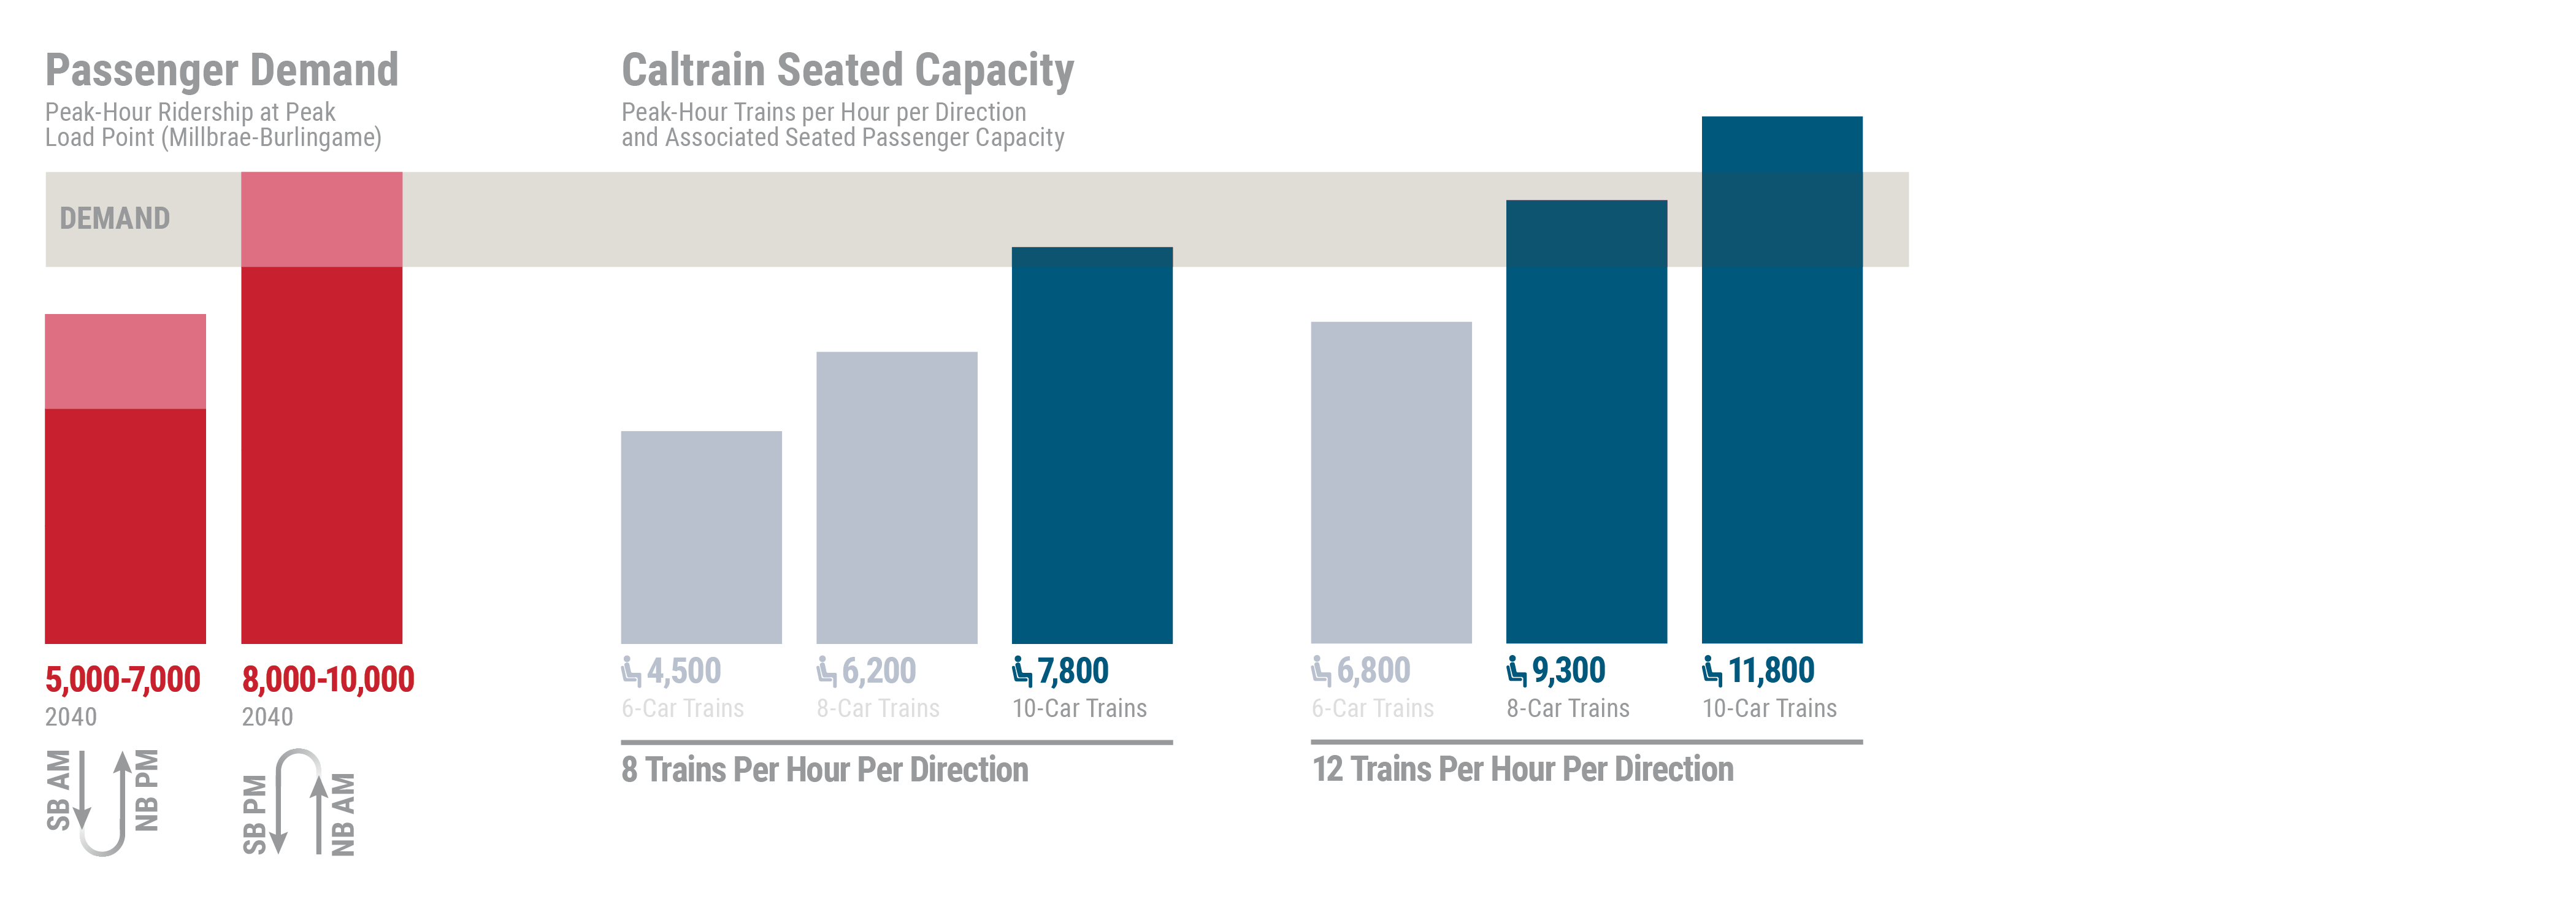 Passenger Demand
Peak-Hour Ridership at Peak
Load Point (Millbrae-Burlingame)
DEMAND
5,000-7,000
2040
SB AM
NB PM
8,000-10,000
2040
SB PM
NB AM
Caltrain Seated Capacity
Peak-Hour Trains per Hour per Direction
and Associated Seated Passenger Capacity
4,500
6-Car Trains
6,200
8-Car Trains
7,800
10-Car Trains
8 Trains Per Hour Per Direction
6,800
6-Car Trains
9,300
8-Car Trains
11,800
10-Car Trains
12 Trains Per Hour Per Direction